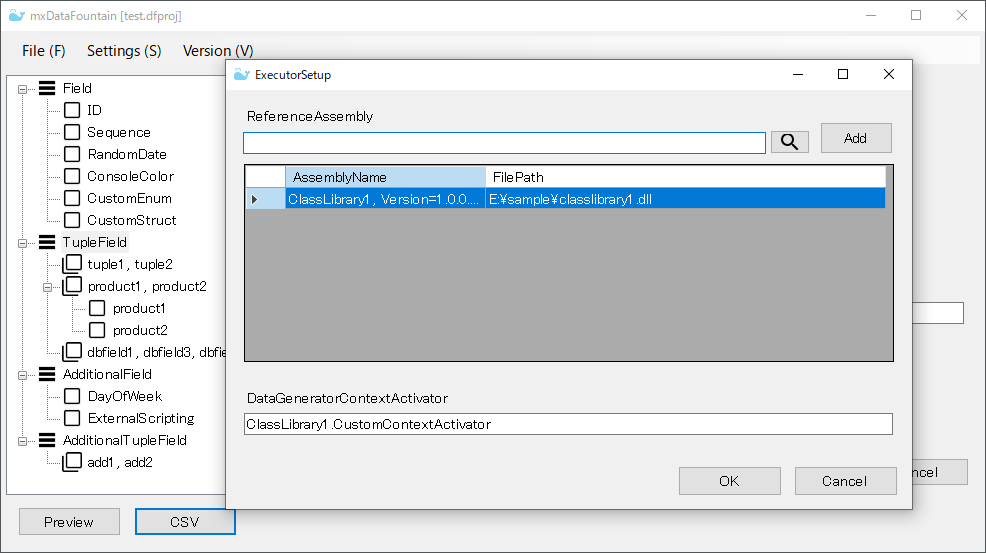 mxDataFountain [test.dfproj]
File (F) Settings (S) Version (V)
Field
ID
Sequence
RandomDate
ConsoleColor
CustomEnum
CustomStruct
TupleField
tuple1, tuple2
product1, product2
product1
product2
dbfield1, dbfield3, dbfie
AdditionalField
DayOfWeek
ExternalScripting
AdditionalTupleField
add1, add2
Preview CSV
ExecutorSetup
ReferenceAssembly
Add
AssemblyName FilePath
ClassLibrary1, Version=1.0.0.... E:¥sample¥classlibrary1.dll
DataGeneratorContextActivator
ClassLibrary1.CustomContextActivator
OK Cancel
ncel